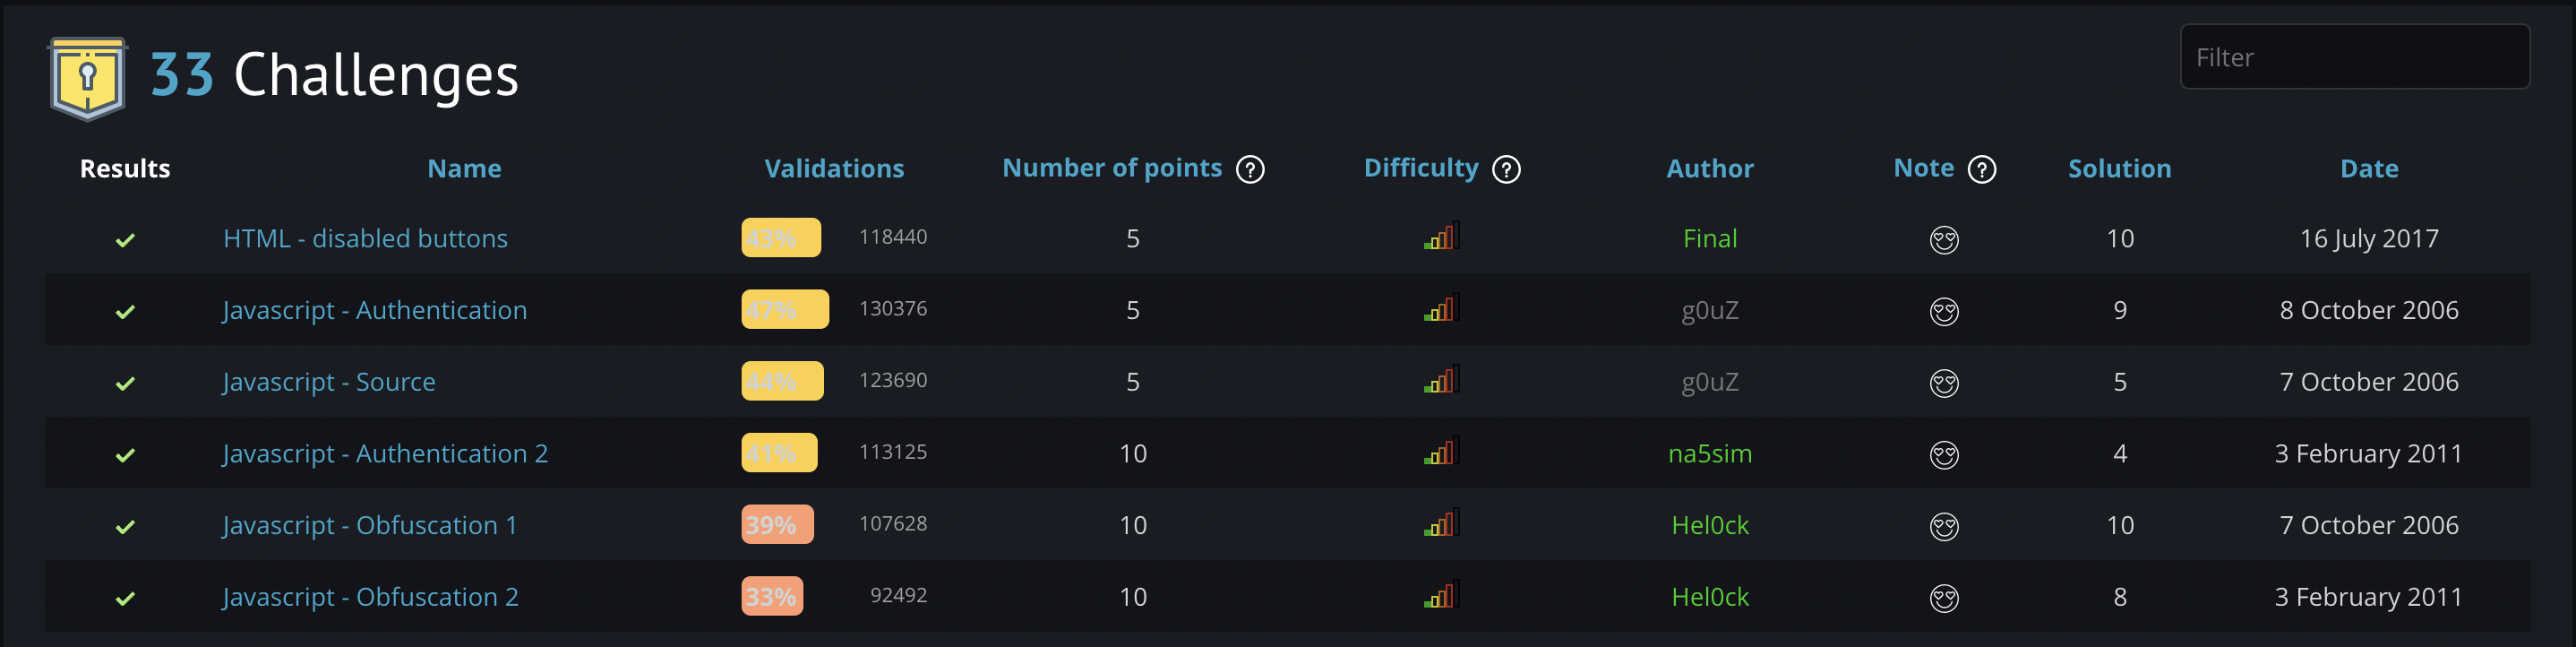 33 Challenges
Filter
Results Name Validations Number of points ? Difficulty ? Author Note ? Solution Date
HTML - disabled buttons 43% 118440 5 Final 10 16 July 2017
Javascript - Authentication 47% 130376 5 g0uZ 9 8 October 2006
Javascript - Source 44% 123690 5 g0uZ 5 7 October 2006
Javascript - Authentication 2 41% 113125 10 na5sim 4 3 February 2011
Javascript - Obfuscation 1 39% 107628 10 Hel0ck 10 7 October 2006
Javascript - Obfuscation 2 33% 92492 10 Hel0ck 8 3 February 2011